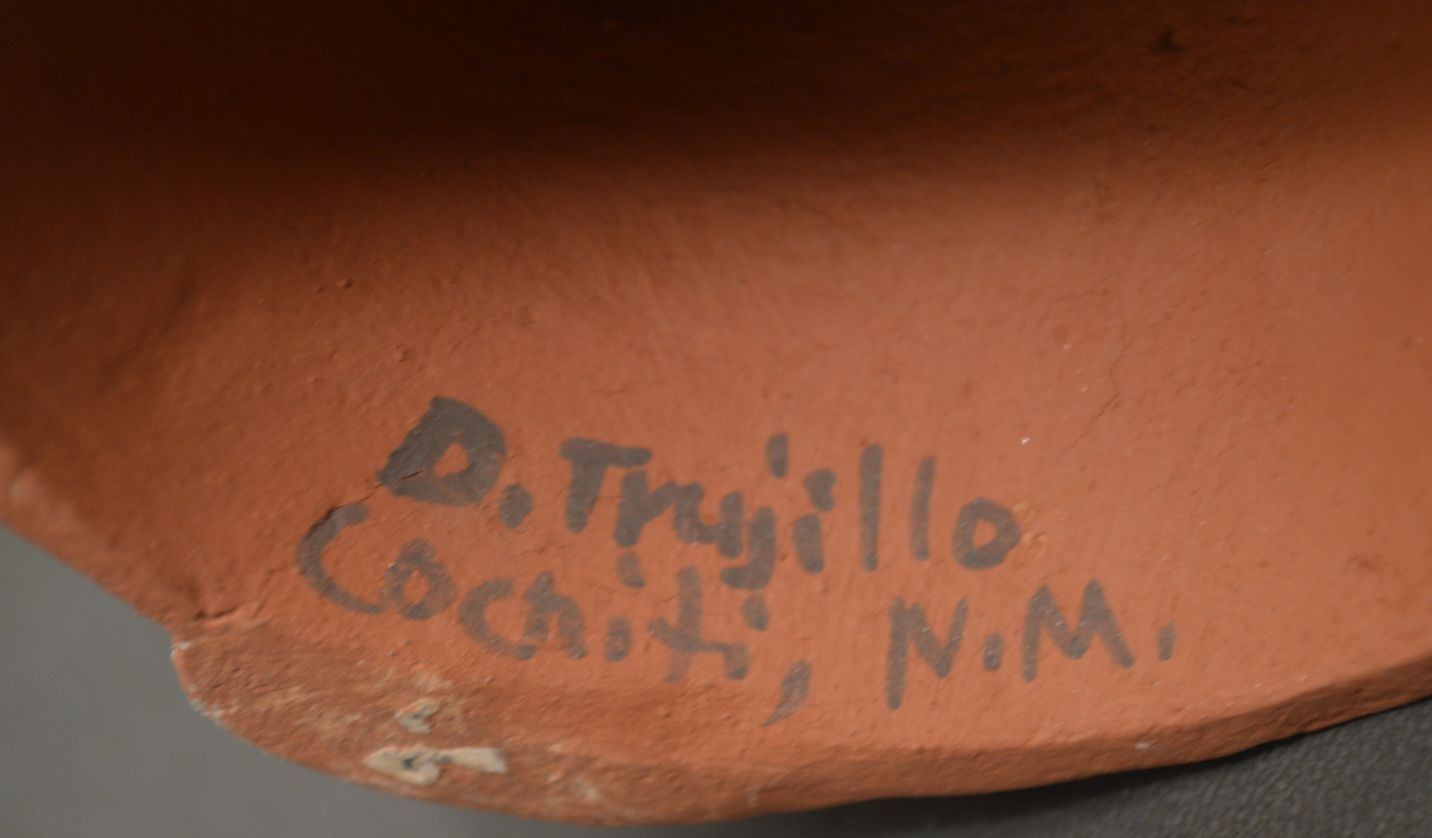 D. Trujillo
Cochiti, N.M.